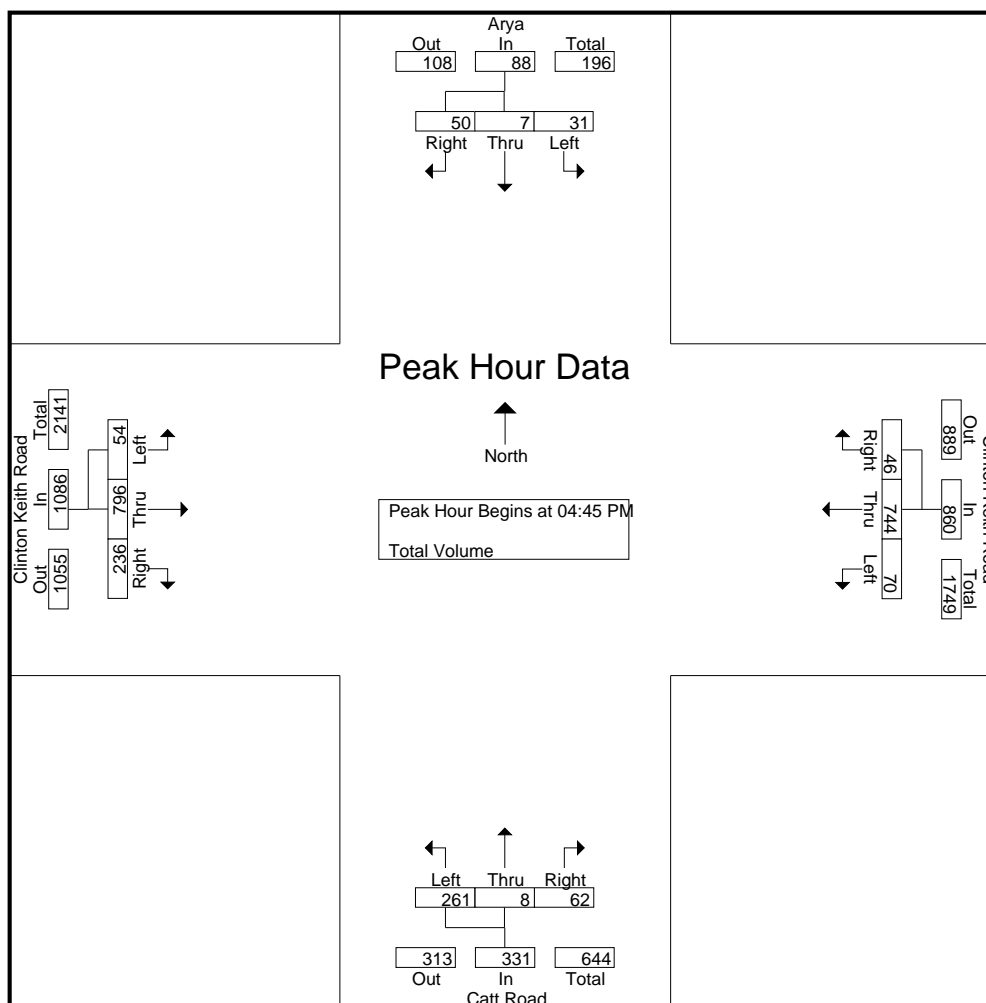 Arya
Out In Total
108 88 196
50 7 31
Right Thru Left
Peak Hour Data
North
Peak Hour Begins at 04:45 PM
Total Volume
Clinton Keith Road
Out In Total
1055 1086 2141
Right Thru Left
236 796 54
Clinton Keith Road
Out In Total
889 860 1749
Right Thru Left
46 744 70
Left Thru Right
261 8 62
313 331 644
Out In Total
Catt Road